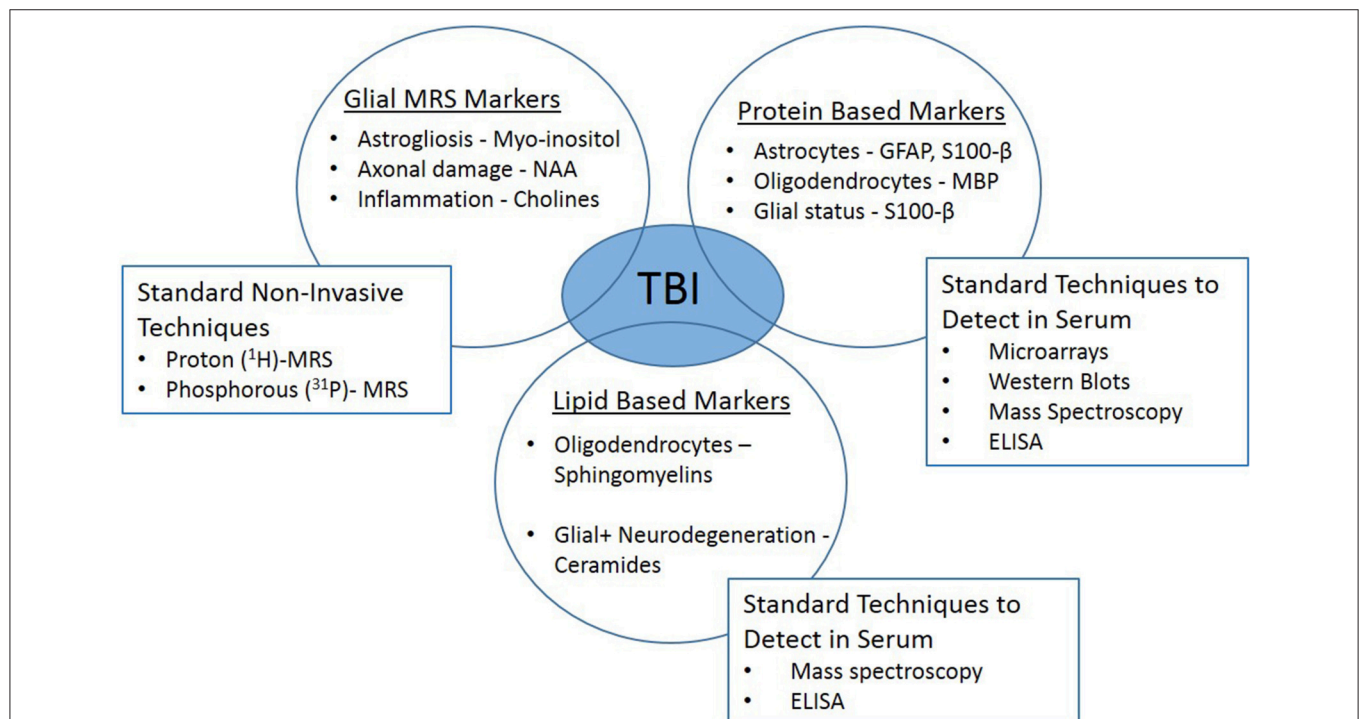 Glial MRS Markers
• Astrogliosis - Myo-inositol
• Axonal damage - NAA
• Inflammation - Cholines
Protein Based Markers
• Astrocytes - GFAP, S100-β
• Oligodendrocytes - MBP
• Glial status - S100-β
TBI
Standard Non-Invasive
Techniques
• Proton (¹H)-MRS
• Phosphorous (³¹P)- MRS
Standard Techniques to
Detect in Serum
• Microarrays
• Western Blots
• Mass Spectroscopy
• ELISA
Lipid Based Markers
• Oligodendrocytes –
Sphingomyelins
• Glial+ Neurodegeneration -
Ceramides
Standard Techniques to
Detect in Serum
• Mass spectroscopy
• ELISA